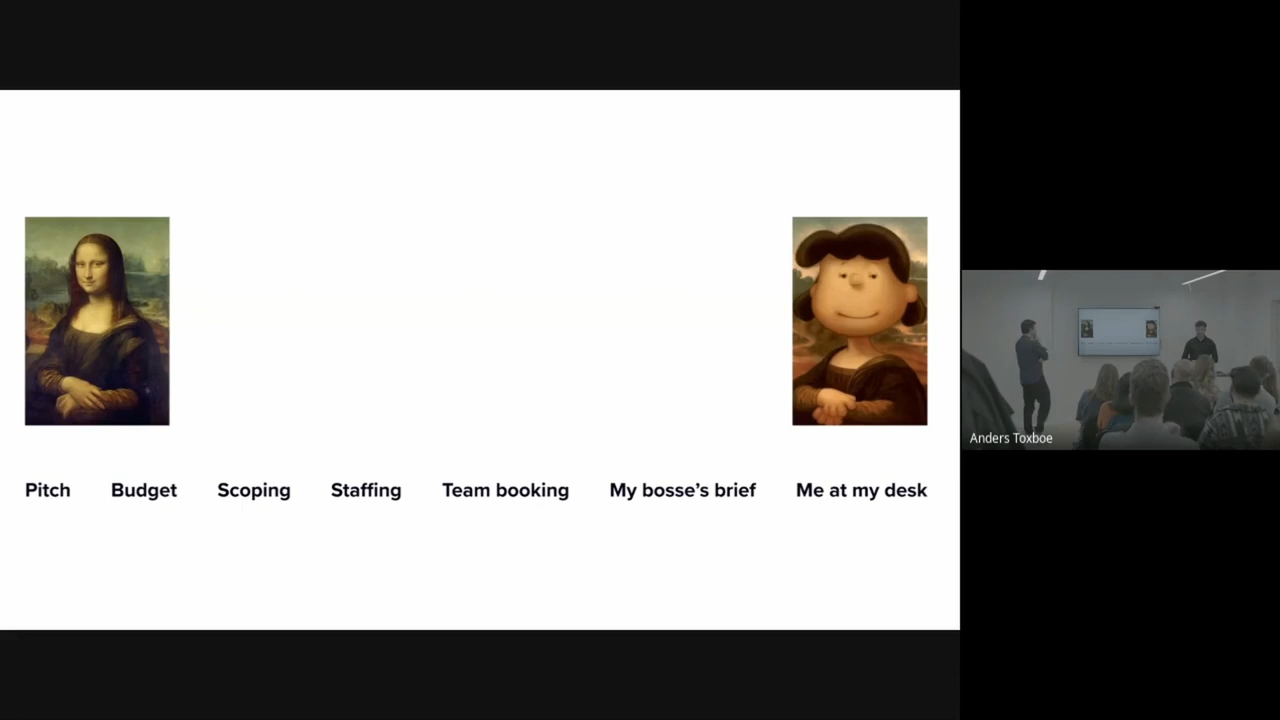 Pitch Budget Scoping Staffing Team booking My bosse’s brief Me at my desk
Anders Toxboe